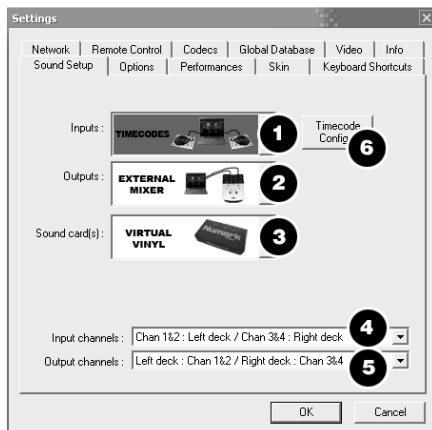 Settings
Network Remote Control Codecs Global Database Video Info
Sound Setup Options Performances Skin Keyboard Shortcuts
Inputs : TIMECODES 1 Timecode
Config 6
Outputs : EXTERNAL
MIXER 2
Sound card(s) : VIRTUAL
VINYL Numark 3
4
Input channels : Chan 1&2 : Left deck / Chan 3&4 : Right deck
Output channels : Left deck : Chan 1&2 / Right deck : Chan 3&4 5
OK Cancel